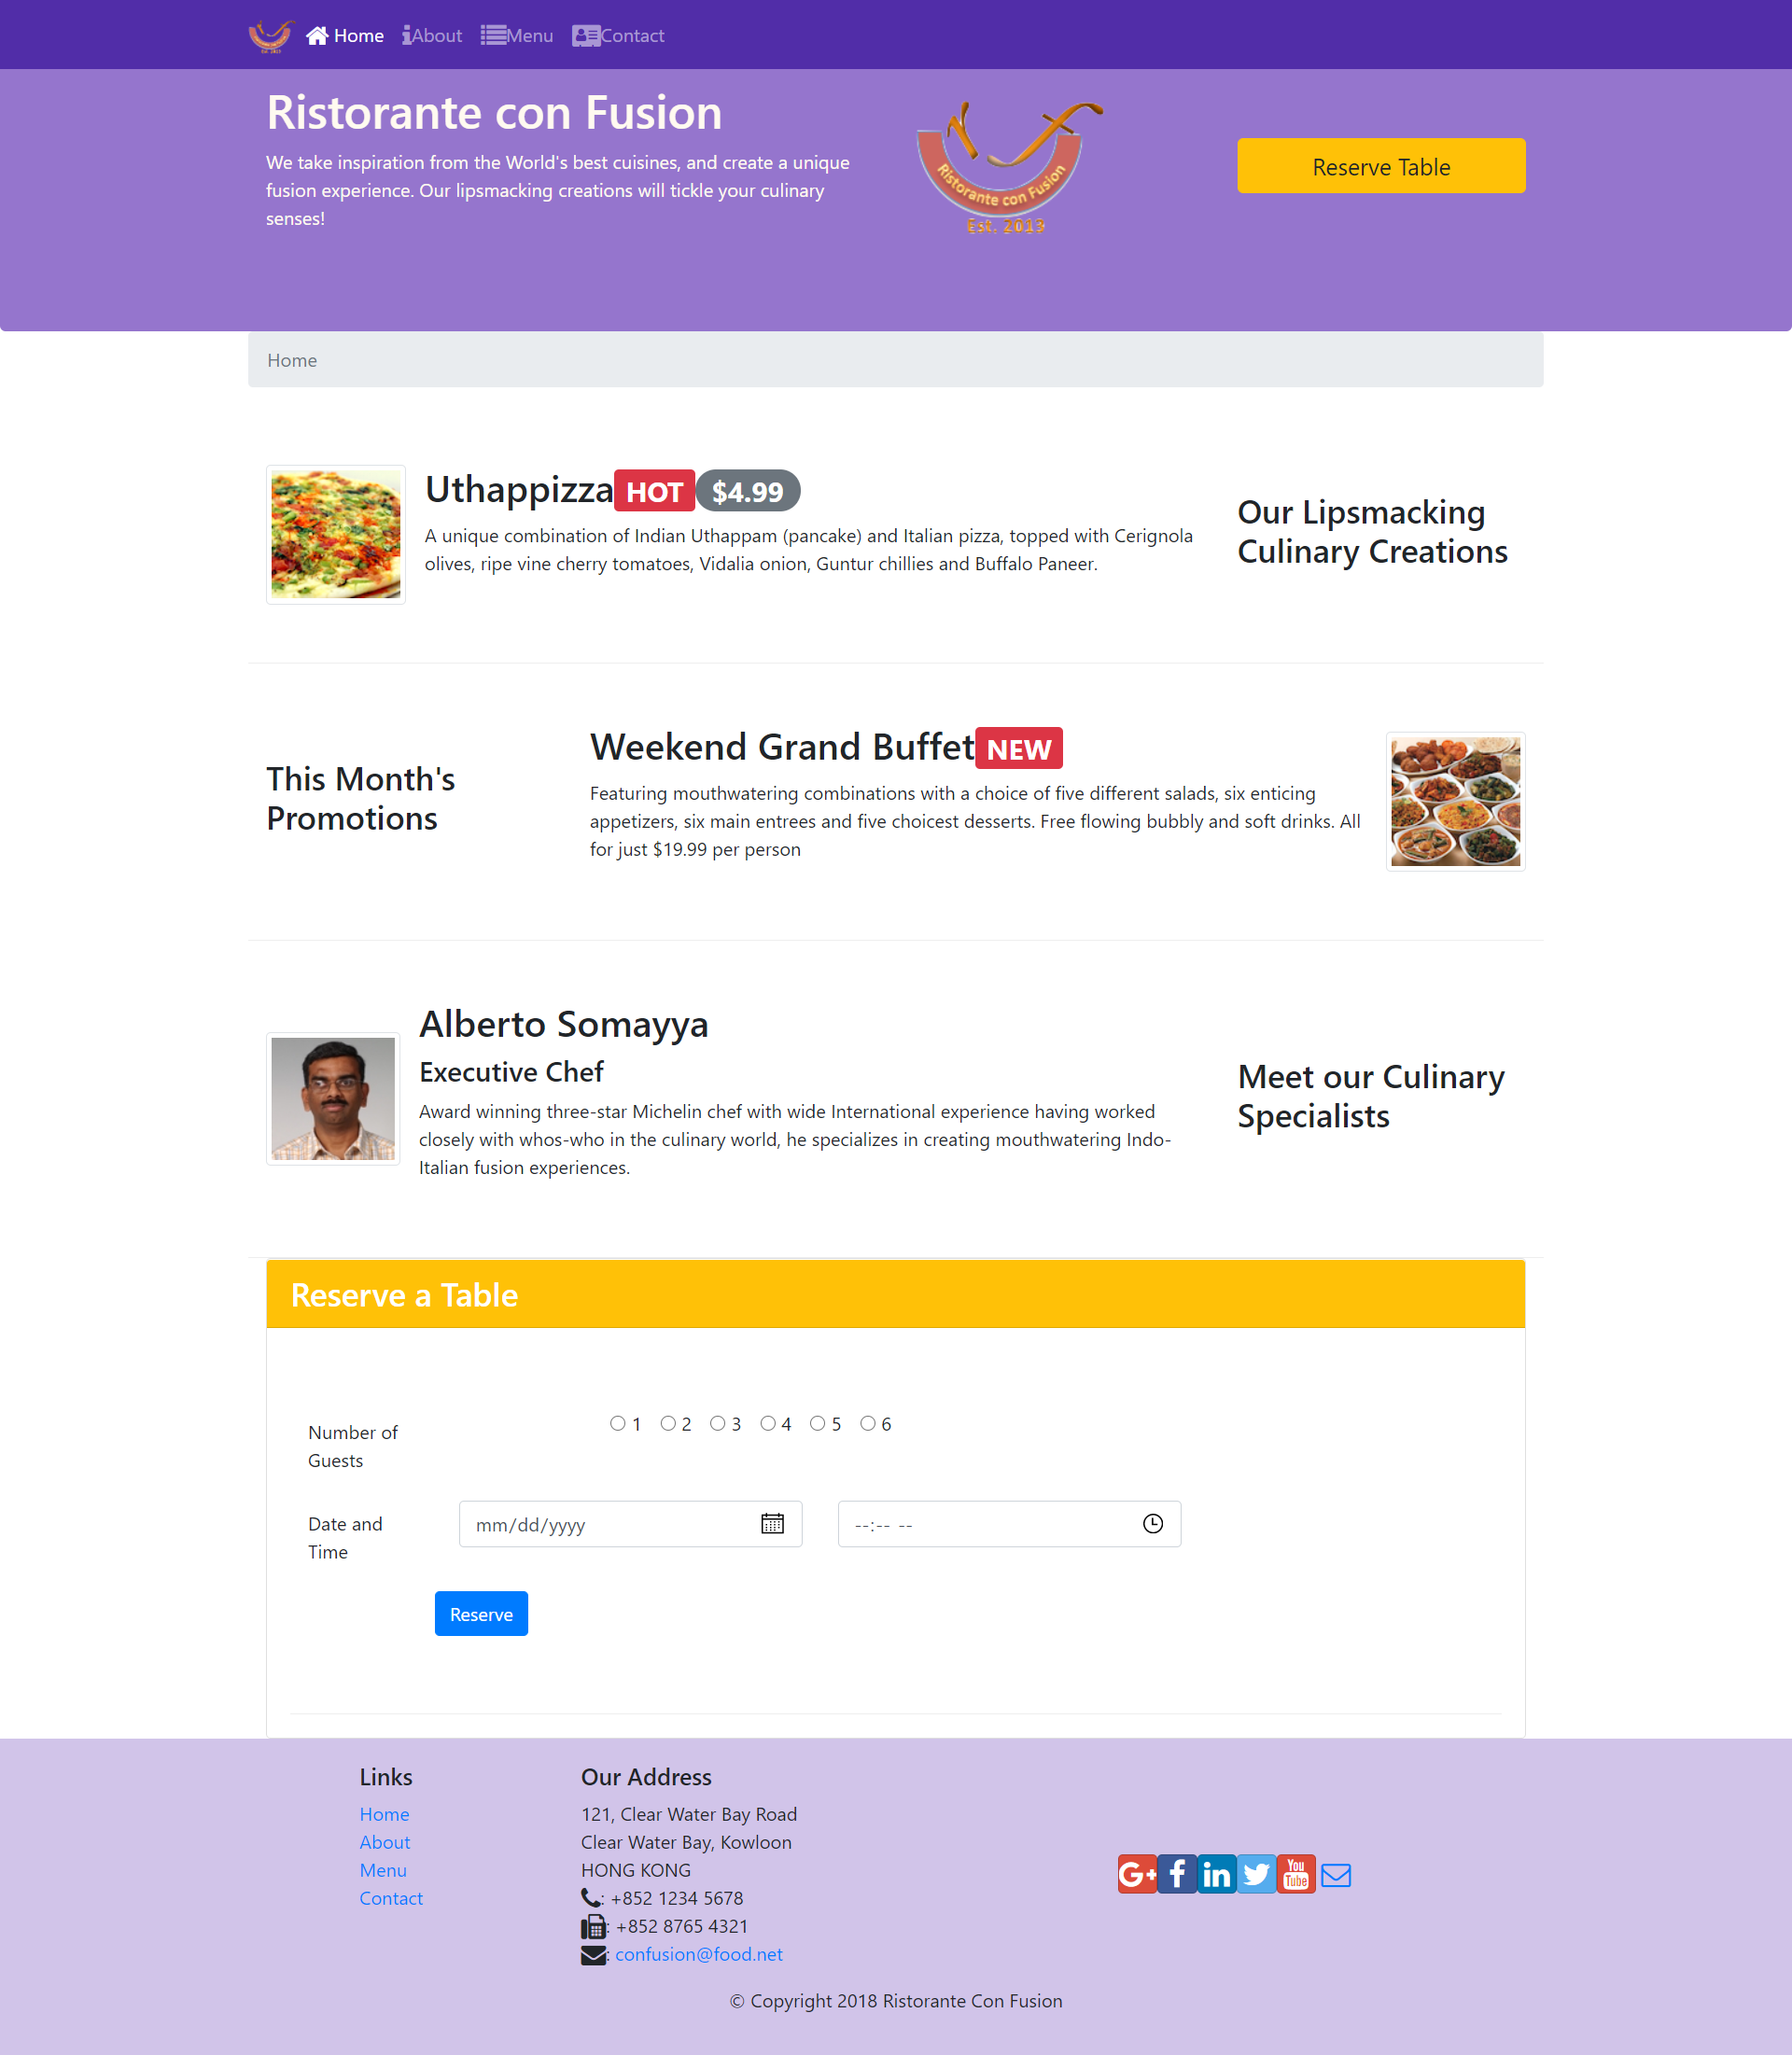 Home About Menu Contact
Ristorante con Fusion
We take inspiration from the World's best cuisines, and create a unique
fusion experience. Our lipsmacking creations will tickle your culinary
senses!
Ristorante con Fusion
Est. 2013
Reserve Table
Home
Uthappizza HOT $4.99
A unique combination of Indian Uthappam (pancake) and Italian pizza, topped with Cerignola
olives, ripe vine cherry tomatoes, Vidalia onion, Guntur chillies and Buffalo Paneer.
Our Lipsmacking
Culinary Creations
This Month's
Promotions
Weekend Grand Buffet NEW
Featuring mouthwatering combinations with a choice of five different salads, six enticing
appetizers, six main entrees and five choicest desserts. Free flowing bubbly and soft drinks. All
for just $19.99 per person
Alberto Somayya
Executive Chef
Award winning three-star Michelin chef with wide International experience having worked
closely with whos-who in the culinary world, he specializes in creating mouthwatering Indo-
Italian fusion experiences.
Meet our Culinary
Specialists
Reserve a Table
Number of
Guests
1 2 3 4 5 6
Date and
Time
mm/dd/yyyy
--:-- --
Reserve
Links
Home
About
Menu
Contact
Our Address
121, Clear Water Bay Road
Clear Water Bay, Kowloon
HONG KONG
: +852 1234 5678
: +852 8765 4321
: confusion@food.net
G+ f in You Tube
© Copyright 2018 Ristorante Con Fusion